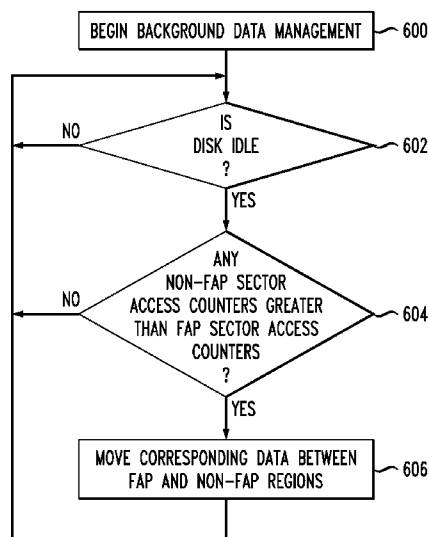 BEGIN BACKGROUND DATA MANAGEMENT
600
IS
DISK IDLE
?
NO
602
YES
ANY
NON-FAP SECTOR
ACCESS COUNTERS GREATER
THAN FAP SECTOR ACCESS
COUNTERS
?
NO
604
YES
MOVE CORRESPONDING DATA BETWEEN
FAP AND NON-FAP REGIONS
606